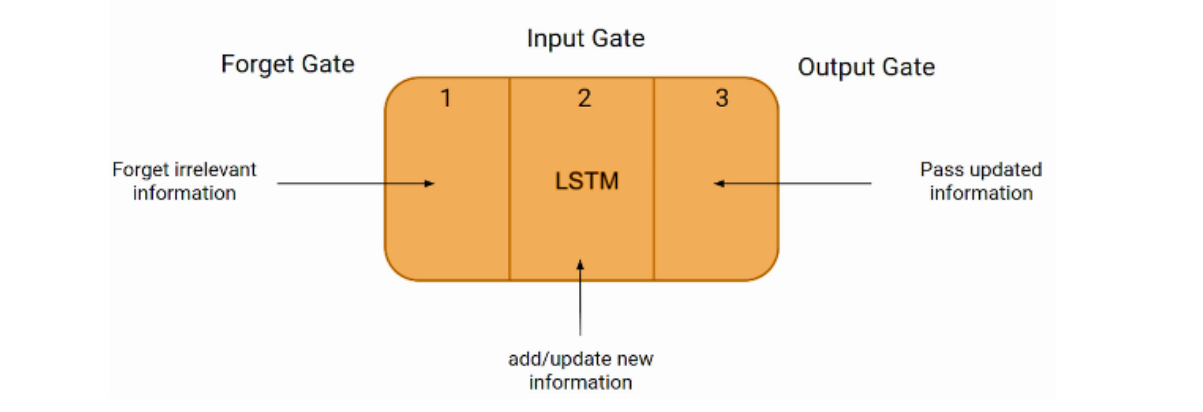 Input Gate
Forget Gate
Output Gate
1
2
3
Forget irrelevant
information
LSTM
Pass updated
information
add/update new
information